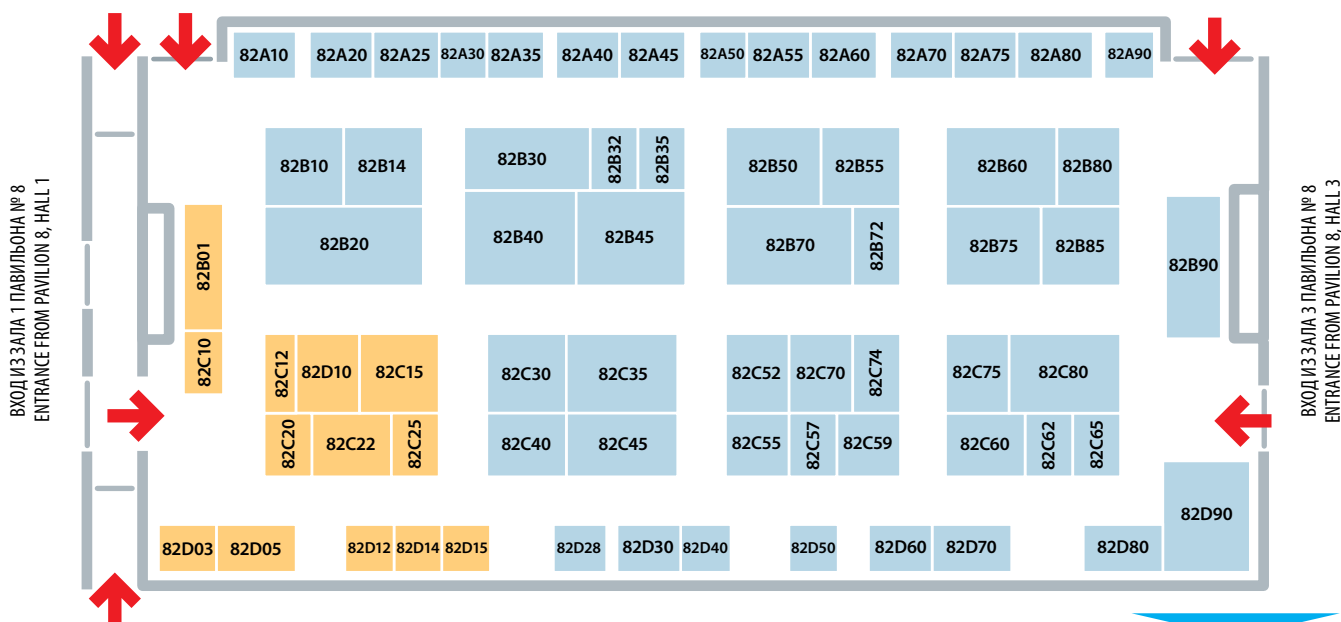 82A10 82A20 82A25 82A30 82A35 82A40 82A45 82A50 82A55 82A60 82A70 82A75 82A80 82A90
ВХОД ИЗ ЗАЛА 1 ПАВИЛЬОНА № 8
ENTRANCE FROM PAVILION 8, HALL 1
82B10 82B14 82B30 82B32 82B35 82B50 82B55 82B60 82B80
82B01 82B20 82B40 82B45 82B70 82B72 82B75 82B85 82B90
82C10 82C12 82D10 82C15 82C30 82C35 82C52 82C70 82C74 82C75 82C80
82C20 82C22 82C25 82C40 82C45 82C55 82C57 82C59 82C60 82C62 82C65
82D03 82D05 82D12 82D14 82D15 82D28 82D30 82D40 82D50 82D60 82D70 82D80 82D90
ВХОД ИЗ ЗАЛА 3 ПАВИЛЬОНА № 8
ENTRANCE FROM PAVILION 8, HALL 3